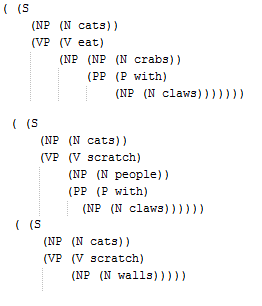 ( (S
(NP (N cats))
(VP (V eat)
(NP (NP (N crabs))
(PP (P with)
(NP (N claws)))))))
( (S
(NP (N cats))
(VP (V scratch)
(NP (N people))
(PP (P with)
(NP (N claws))))))
( (S
(NP (N cats))
(VP (V scratch)
(NP (N walls)))))